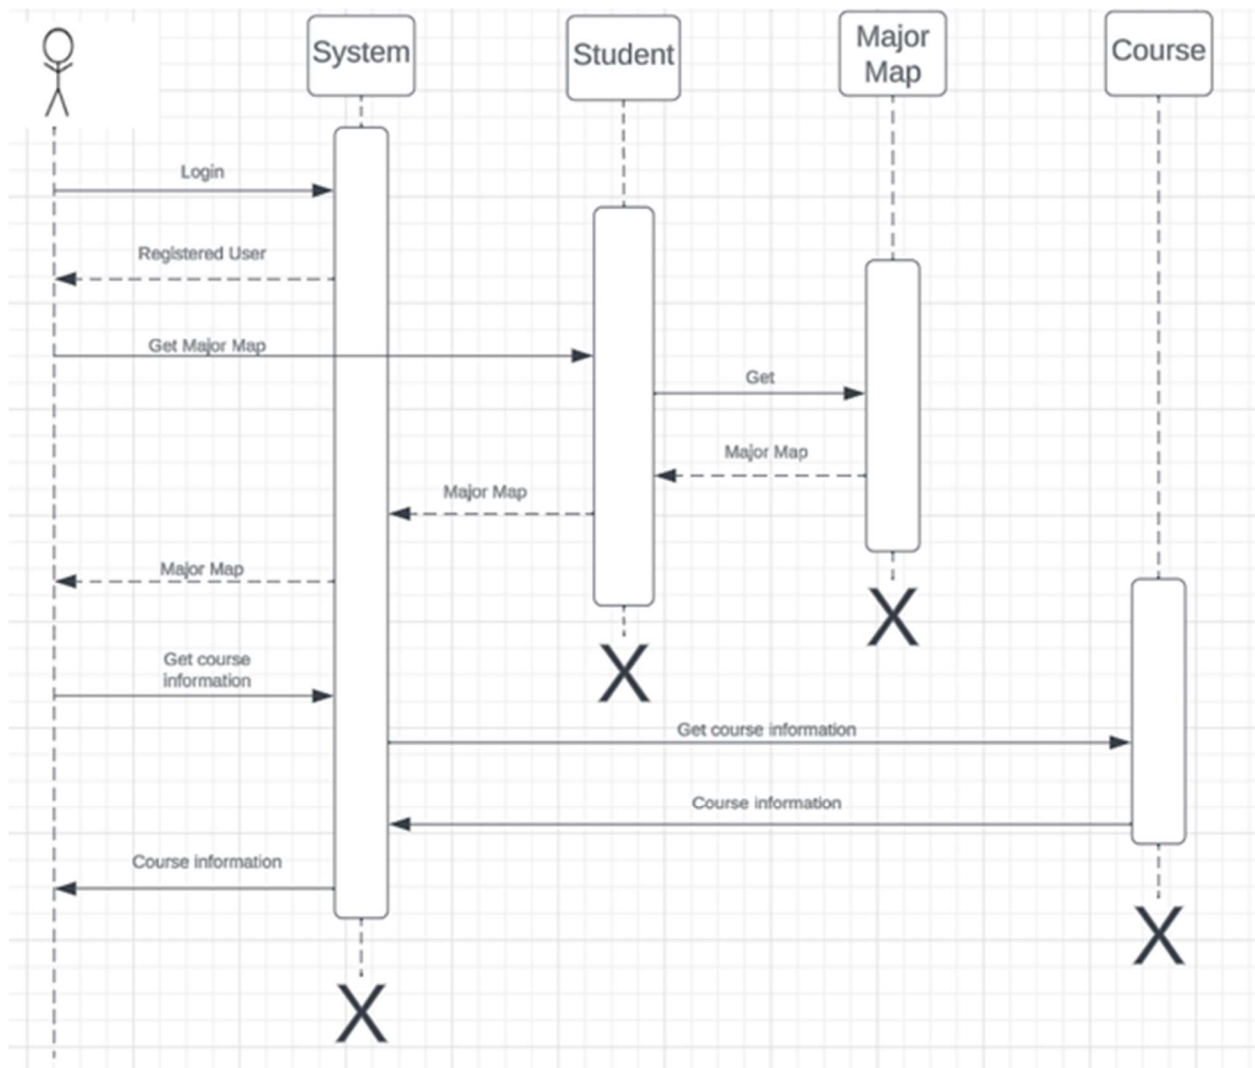 System
Student
Major
Map
Course
Login
Registered User
Get Major Map
Get
Major Map
Major Map
Major Map
Get course
information
Get course information
Course information
Course information
X
X
X
X